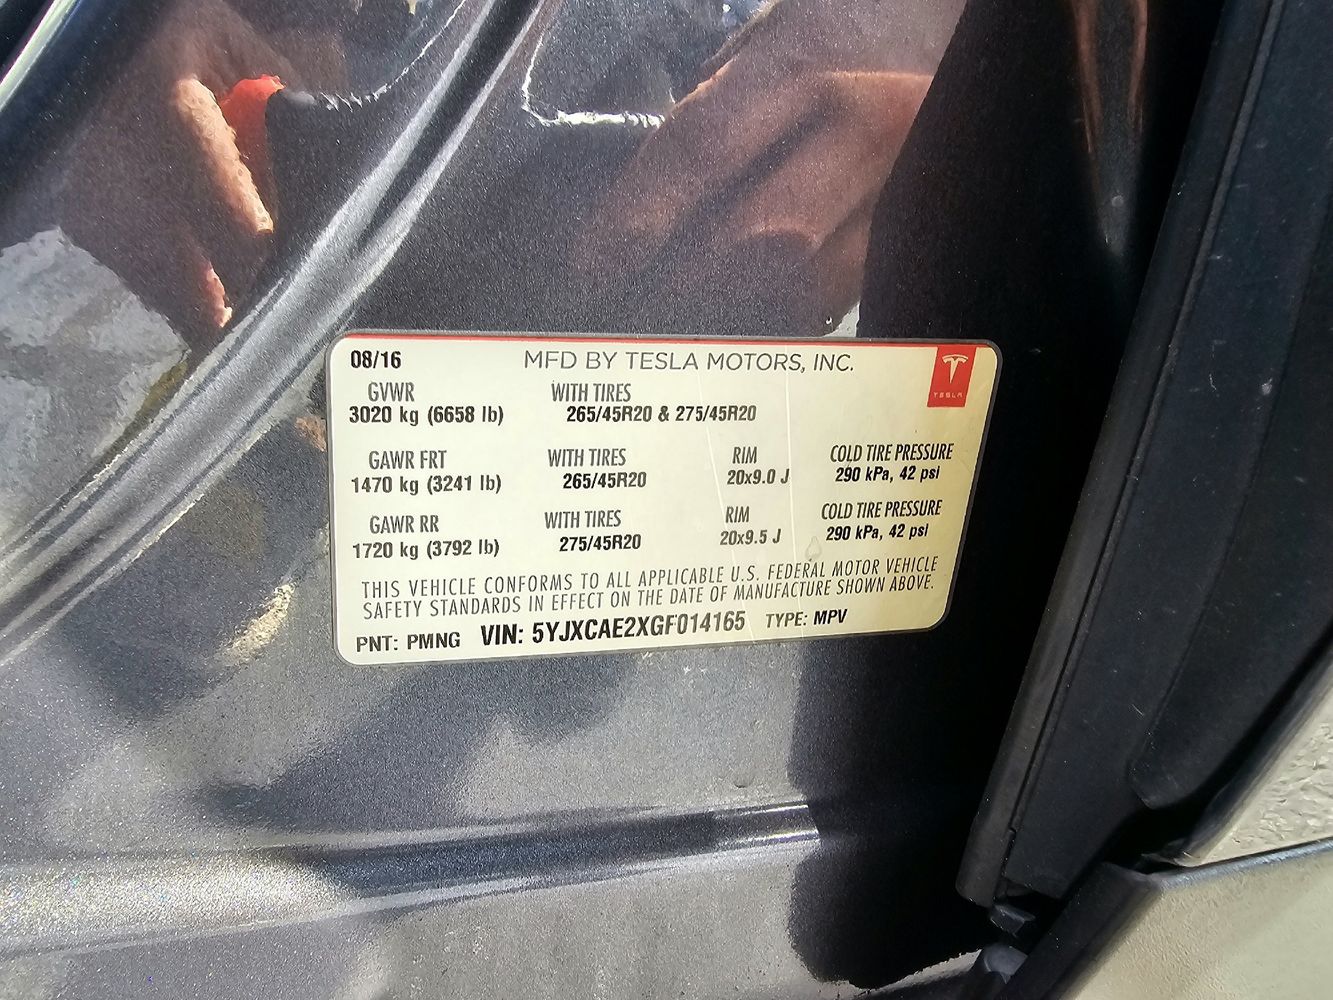 08/16 MFD BY TESLA MOTORS, INC.
TESLA
GVWR WITH TIRES
3020 kg (6658 lb) 265/45R20 & 275/45R20
GAWR FRT WITH TIRES RIM COLD TIRE PRESSURE
1470 kg (3241 lb) 265/45R20 20x9.0 J 290 kPa, 42 psi
GAWR RR WITH TIRES RIM COLD TIRE PRESSURE
1720 kg (3792 lb) 275/45R20 20x9.5 J 290 kPa, 42 psi
THIS VEHICLE CONFORMS TO ALL APPLICABLE U.S. FEDERAL MOTOR VEHICLE
SAFETY STANDARDS IN EFFECT ON THE DATE OF MANUFACTURE SHOWN ABOVE.
PNT: PMNG VIN: 5YJXCAE2XGF014165 TYPE: MPV